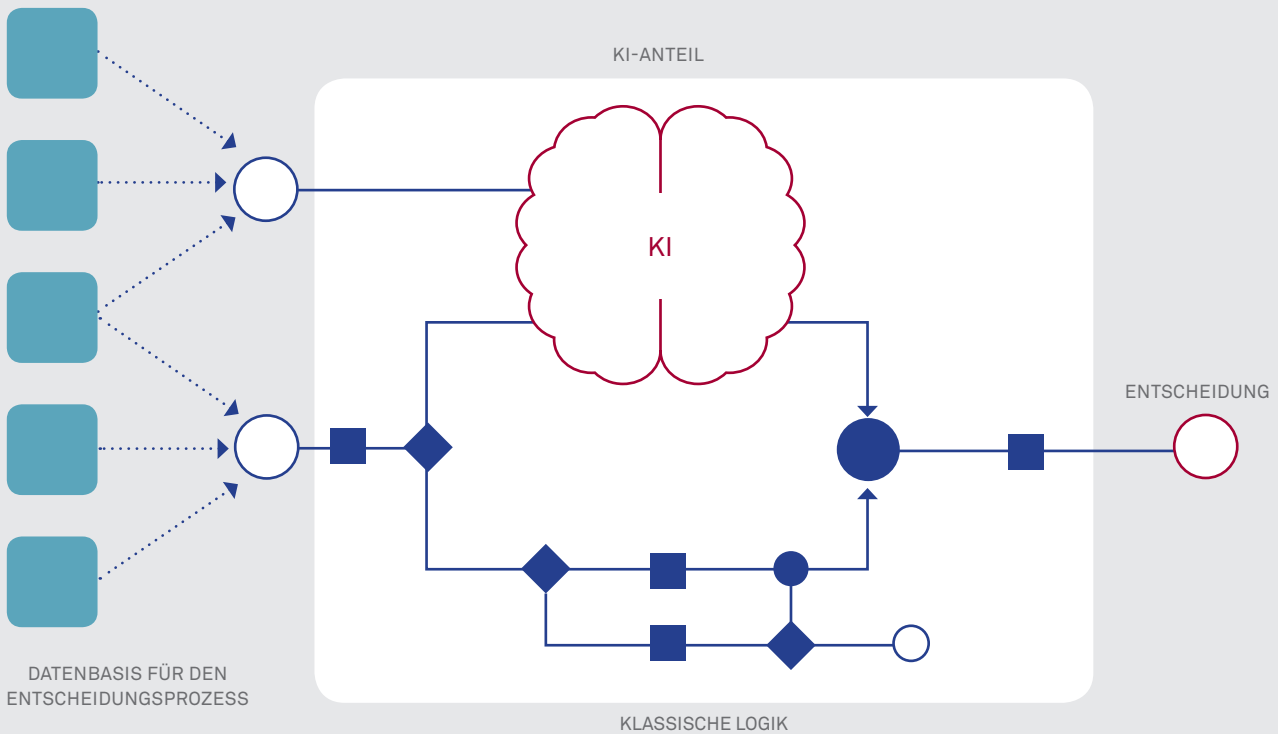 KI-ANTEIL
KI
ENTSCHEIDUNG
DATENBASIS FÜR DEN
ENTSCHEIDUNGSPROZESS
KLASSISCHE LOGIK